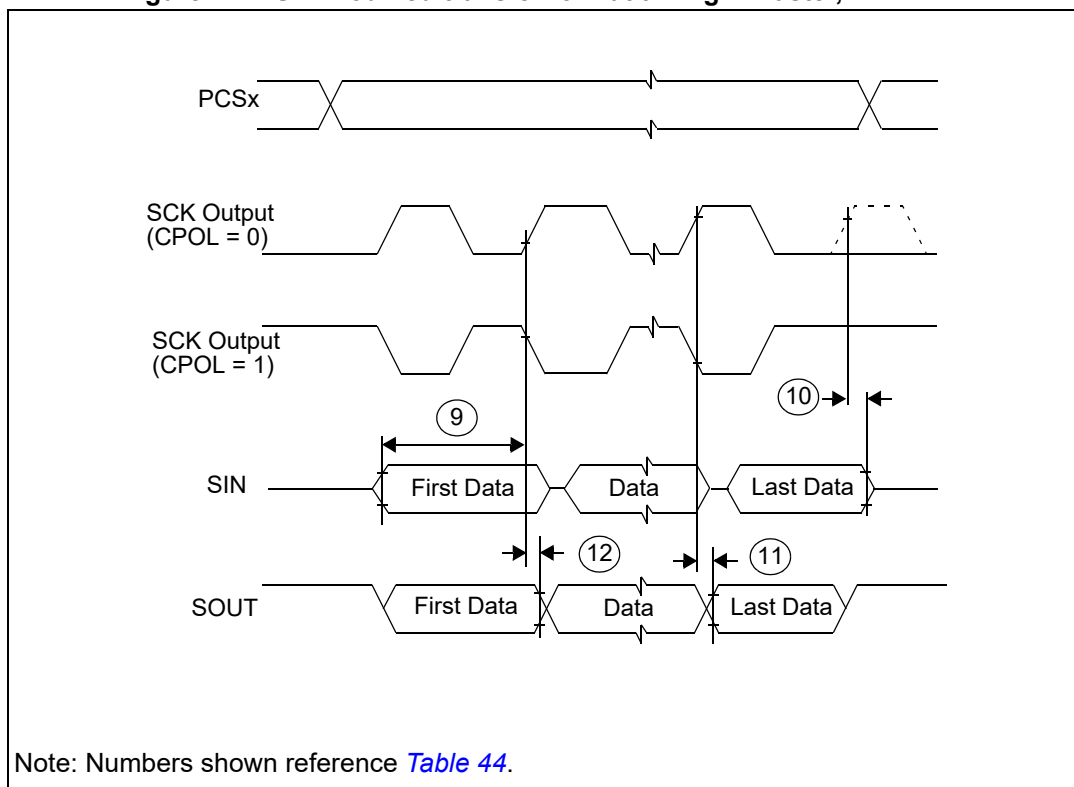 PCSx
SCK Output
(CPOL = 0)
SCK Output
(CPOL = 1)
10
9
SIN
First Data
Data
Last Data
12
11
SOUT
First Data
Data
Last Data
Note: Numbers shown reference Table 44.